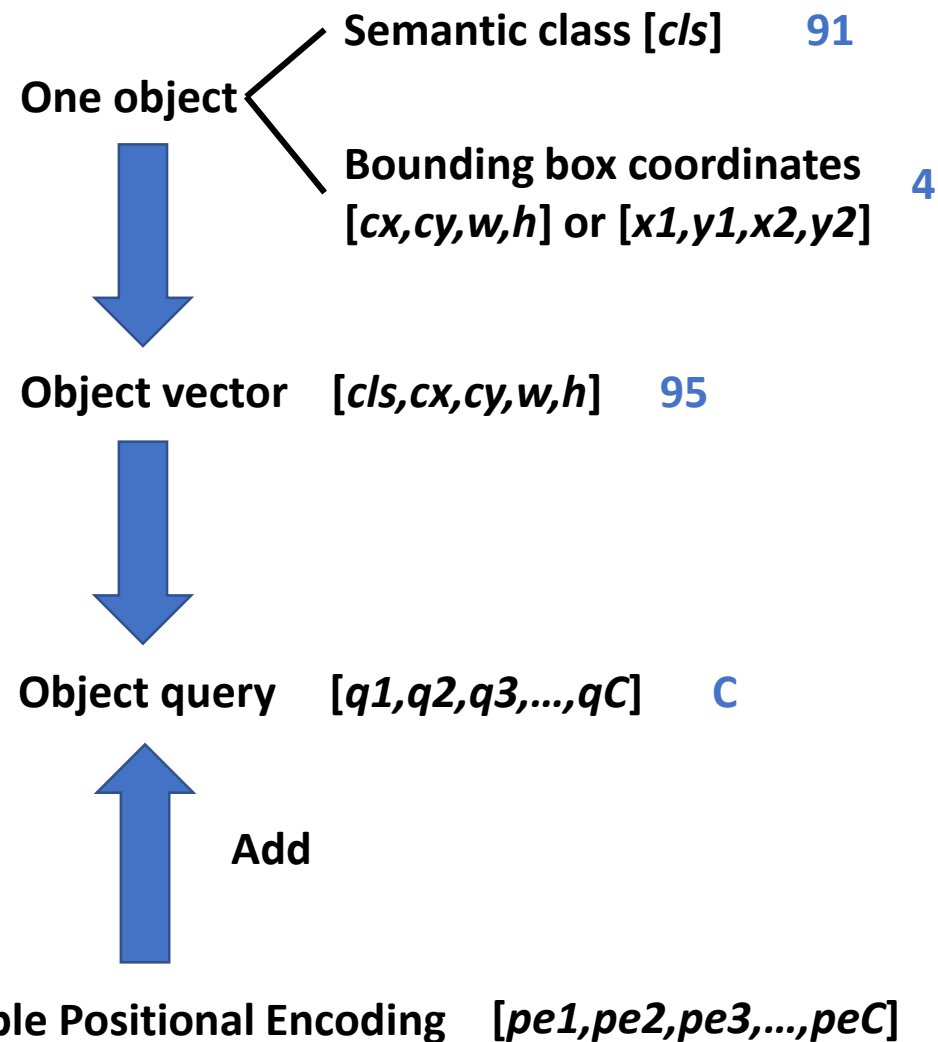 Semantic class [cls] 91
One object
Bounding box coordinates
[cx,cy,w,h] or [x1,y1,x2,y2] 4
Object vector [cls,cx,cy,w,h] 95
Object query [q1,q2,q3,...,qC] C
Add
Positional Encoding [pe1,pe2,pe3,...,peC]